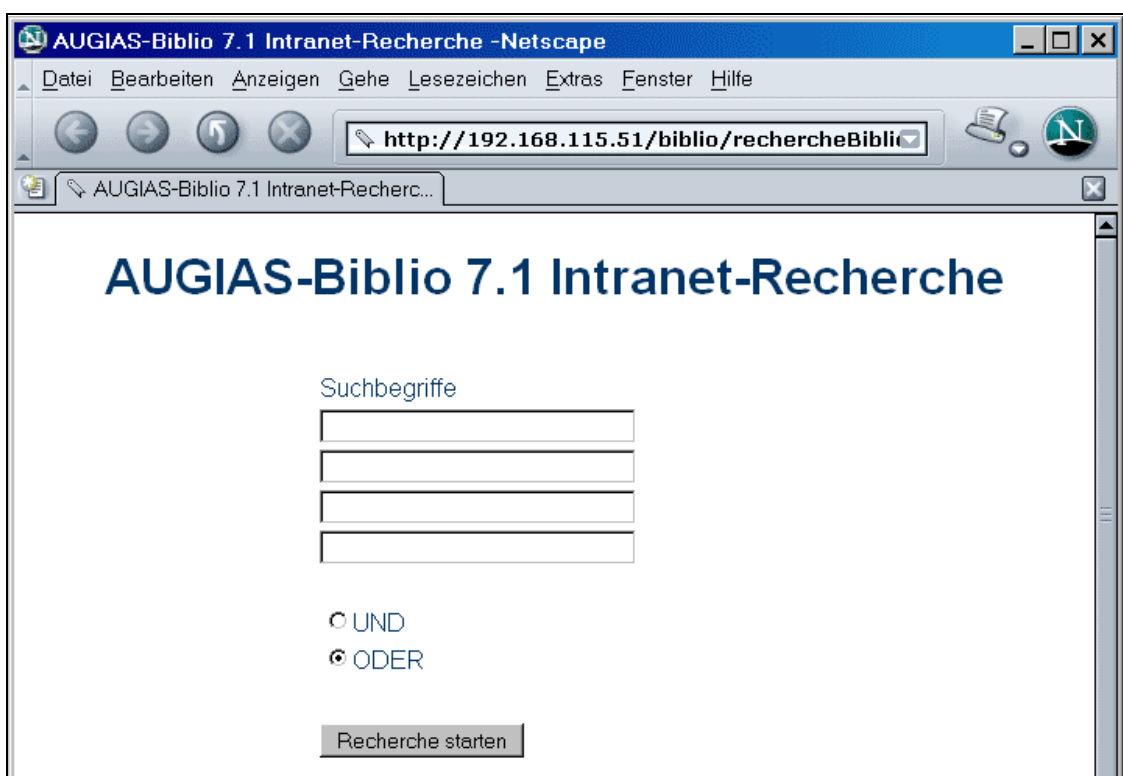 AUGIAS-Biblio 7.1 Intranet-Recherche -Netscape
Datei Bearbeiten Anzeigen Gehe Lesezeichen Extras Fenster Hilfe
http://192.168.115.51/biblio/rechercheBiblio
AUGIAS-Biblio 7.1 Intranet-Recherc...
AUGIAS-Biblio 7.1 Intranet-Recherche
Suchbegriffe
UND
ODER
Recherche starten